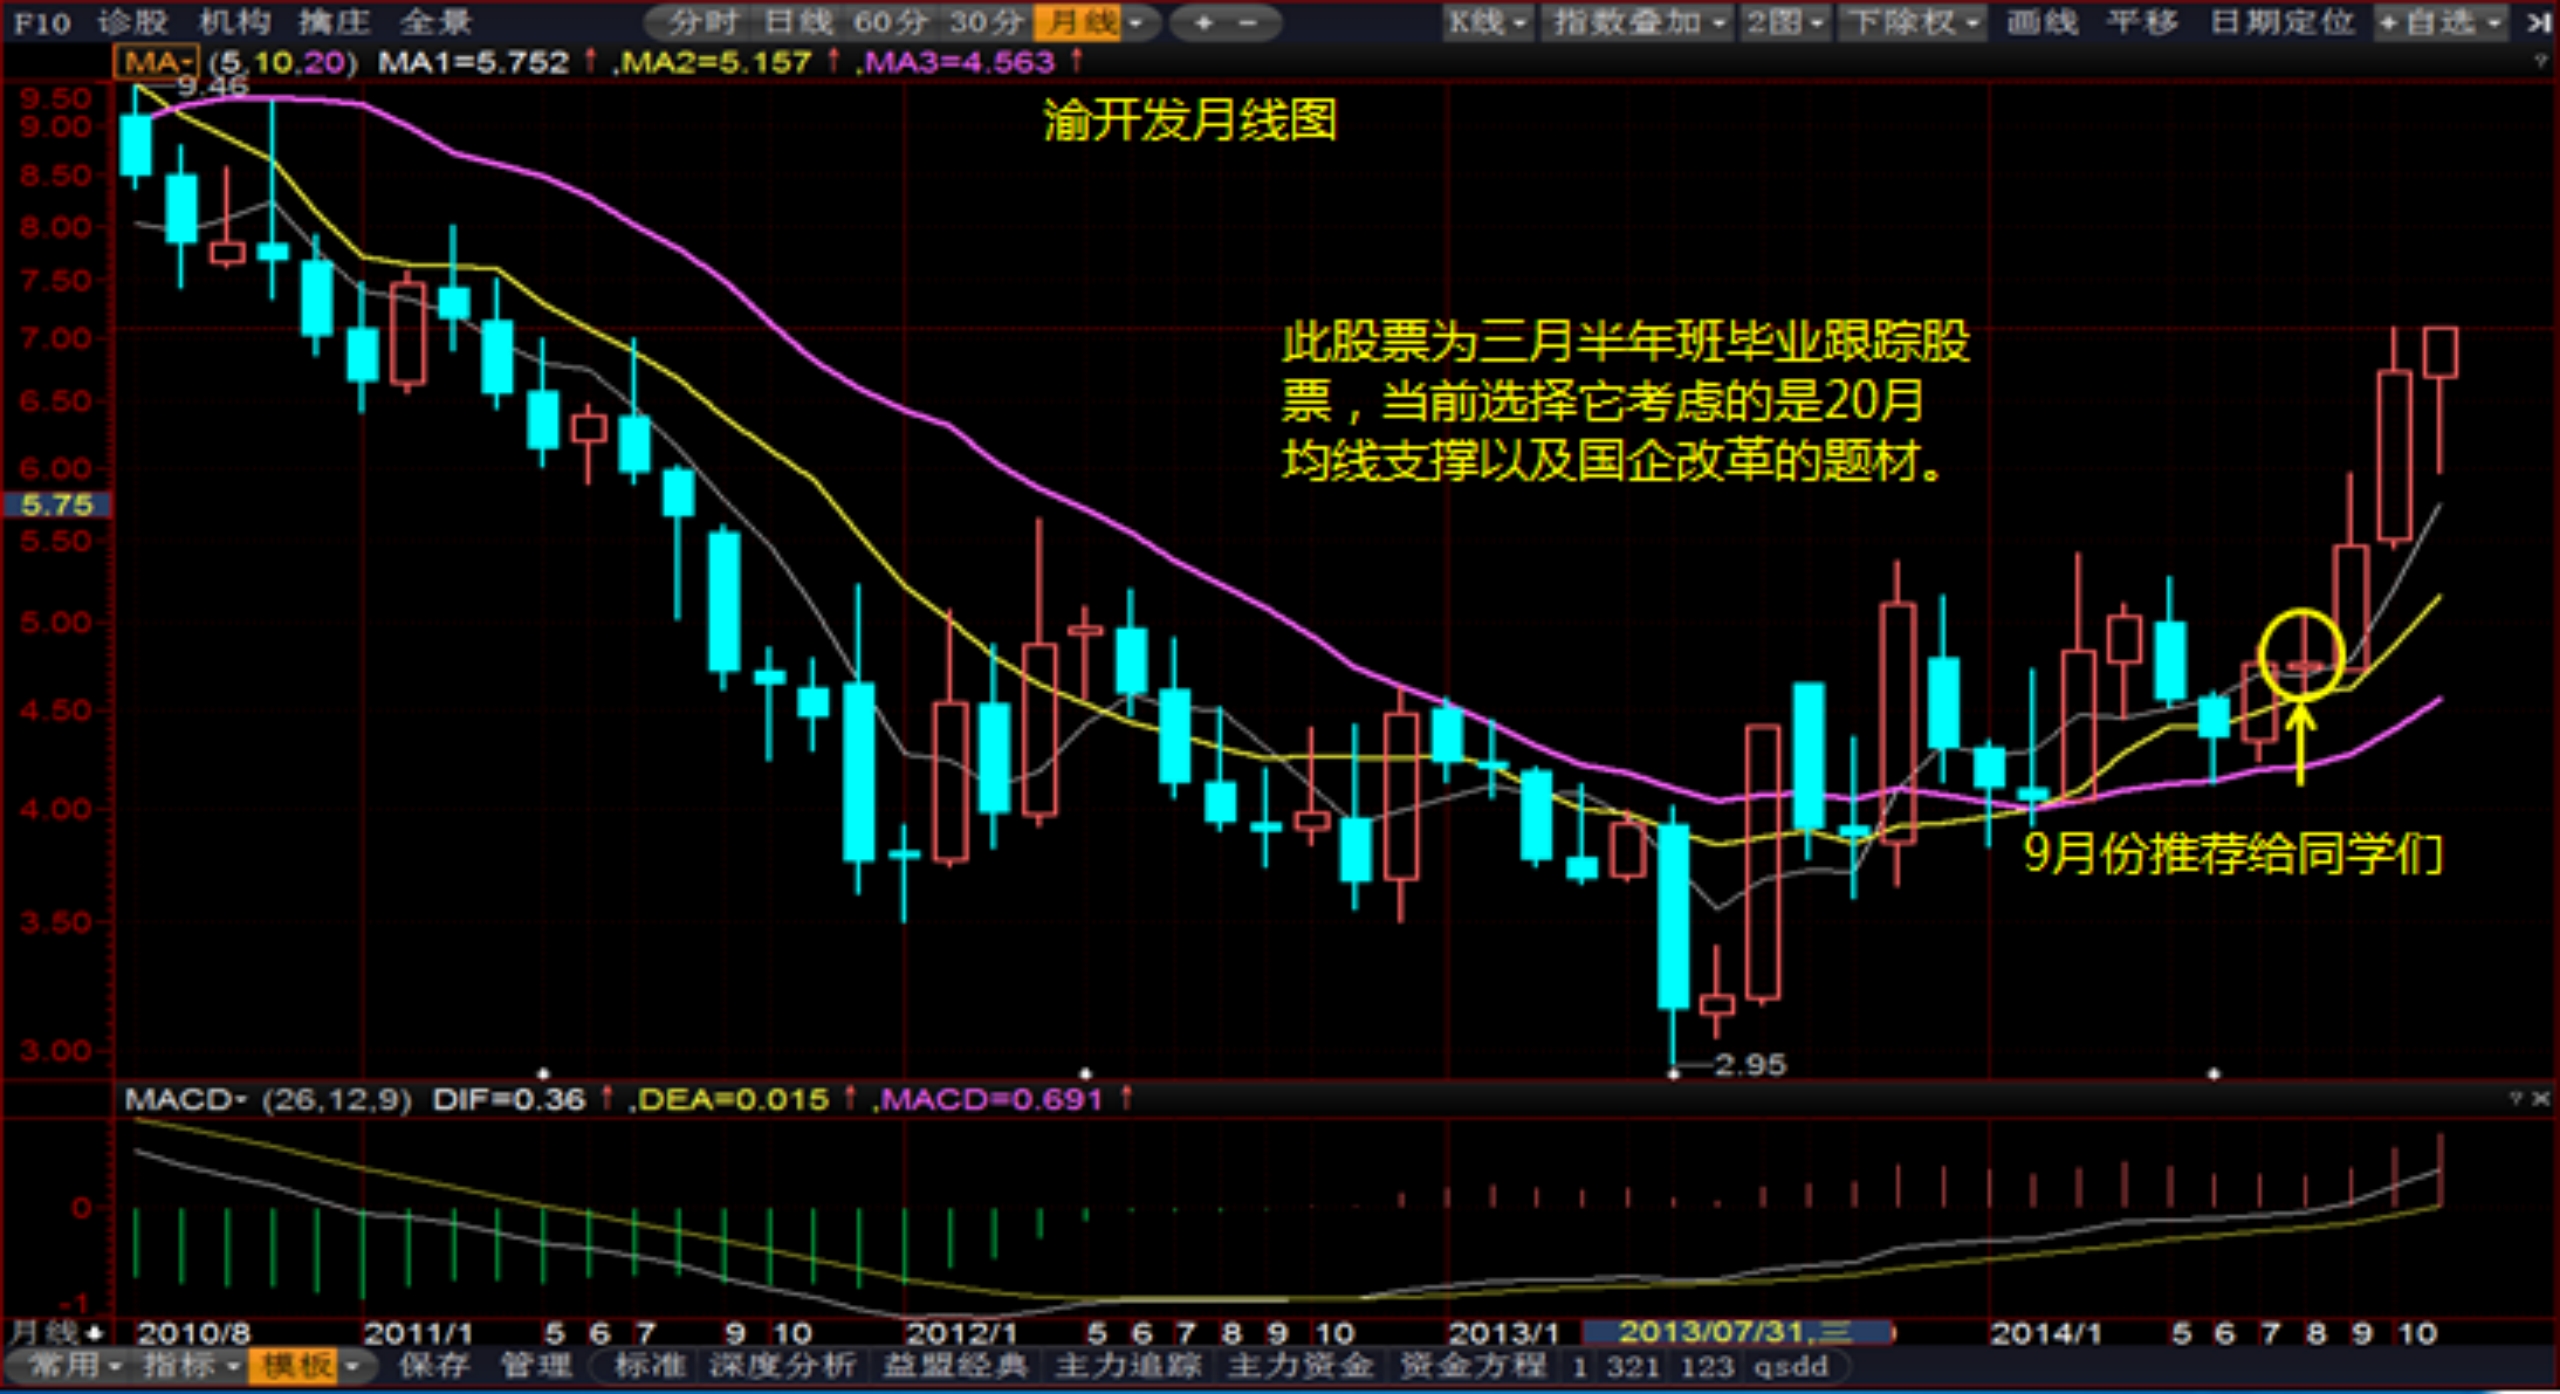 F10 诊股 机构 擒庄 全景 分时 日线 60分 30分 月线 + - K线 指数叠加 2图 下除权 画线 平移 日期定位 +自选
MA (5,10,20) MA1=5.752 ↑ ,MA2=5.157 ↑ ,MA3=4.563 ↑ ?
9.46
9.50
9.00
8.50
8.00
7.50
7.00
6.50
6.00
5.75
5.50
5.00
4.50
4.00
3.50
3.00
渝开发月线图
此股票为三月半年班毕业跟踪股
票，当前选择它考虑的是20月
均线支撑以及国企改革的题材。
9月份推荐给同学们
2.95
MACD (26,12,9) DIF=0.36 ↑ ,DEA=0.015 ↑ ,MACD=0.691 ↑ ? ×
0
-1
月线 2010/8 2011/1 5 6 7 9 10 2012/1 5 6 7 8 9 10 2013/1 2013/07/31,三 2014/1 5 6 7 8 9 10
常用 指标 模板 保存 管理 标准 深度分析 益盟经典 主力追踪 主力资金 资金方程 1 321 123 qsdd